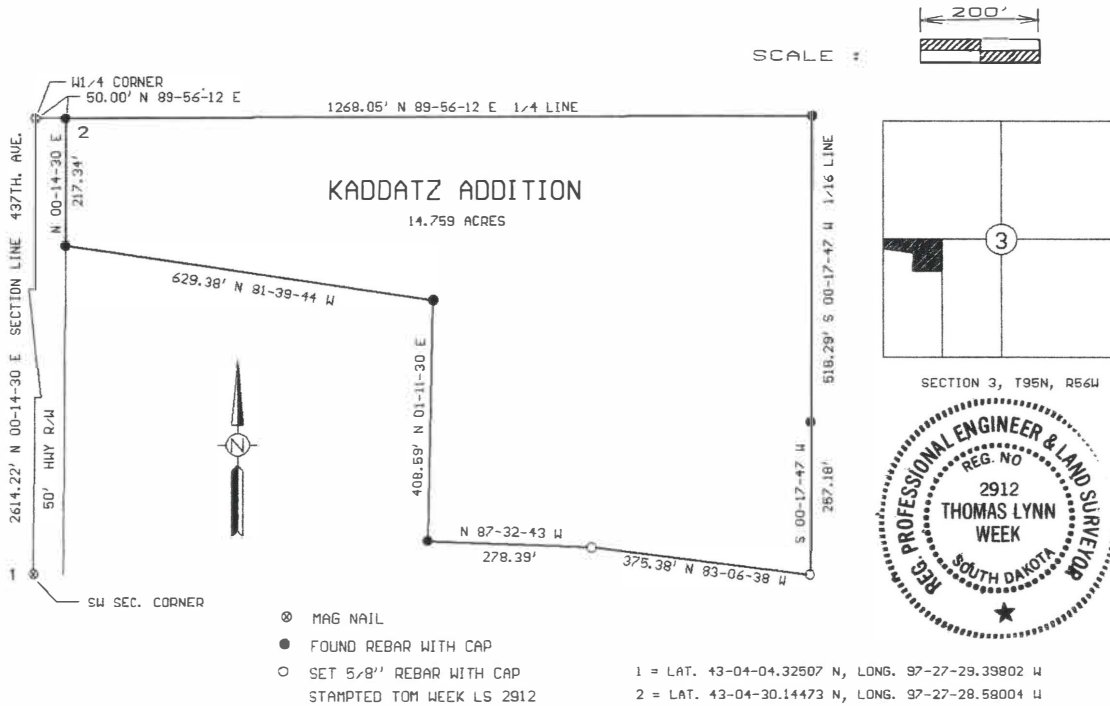 200'
SCALE :
W1/4 CORNER
50.00' N 89-56-12 E
1268.05' N 89-56-12 E 1/4 LINE
2
N 00-14-30 E
217.34'
KADDATZ ADDITION
14.759 ACRES
629.38' N 81-39-44 W
2614.22' N 00-14-30 E SECTION LINE 437TH. AVE.
50' HWY R/W
N
408.59' N 01-11-30 E
518.29' S 00-17-47 W 1/16 LINE
S 00-17-47 W
267.18'
N 87-32-43 W
278.39'
375.38' N 83-06-38 W
1
SW SEC. CORNER
3
SECTION 3, T95N, R56W
REG. PROFESSIONAL ENGINEER & LAND SURVEYOR
REG. NO
2912
THOMAS LYNN
WEEK
SOUTH DAKOTA
MAG NAIL
FOUND REBAR WITH CAP
SET 5/8'' REBAR WITH CAP
STAMPTED TOM WEEK LS 2912
1 = LAT. 43-04-04.32507 N, LONG. 97-27-29.39802 W
2 = LAT. 43-04-30.14473 N, LONG. 97-27-28.58004 W